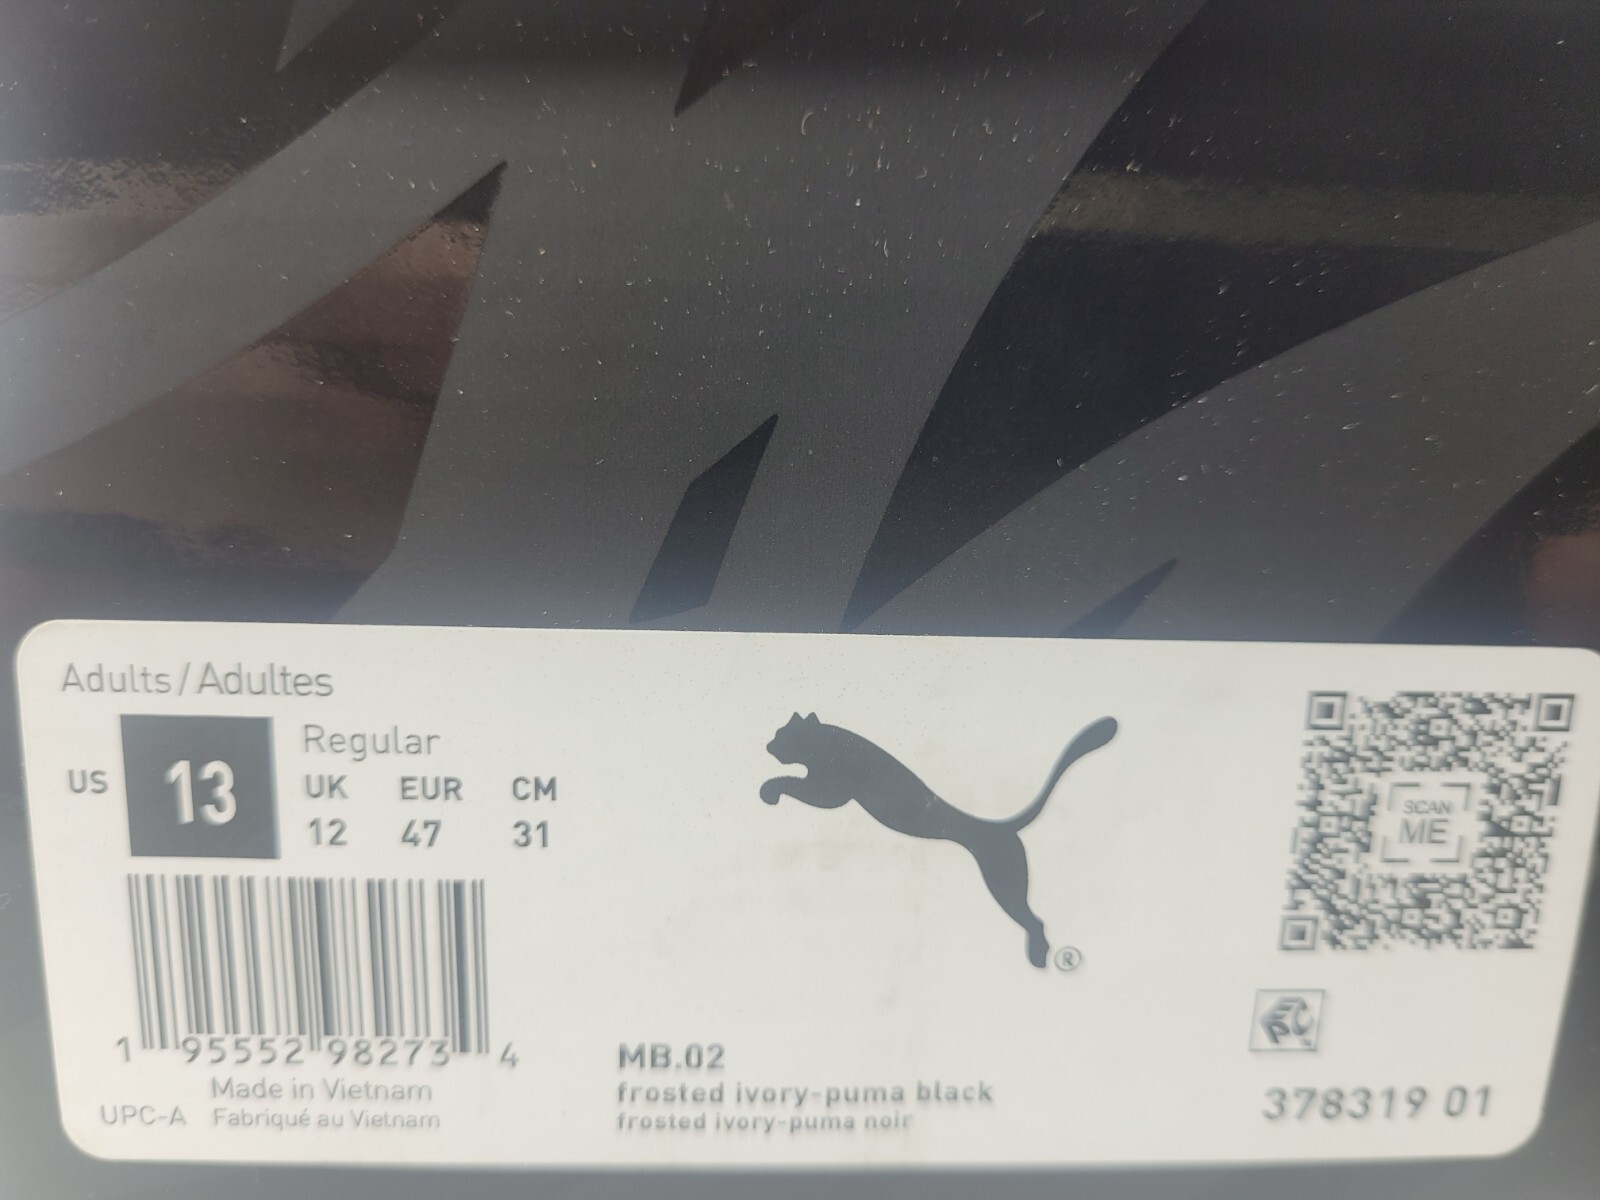 Adults/Adultes
US 13
Regular
UK EUR CM
12 47 31
1 95552 98273 4
Made in Vietnam
UPC-A Fabriqué au Vietnam
®
MB.02
frosted ivory-puma black
frosted ivory-puma noir
SCAN
ME
378319 01